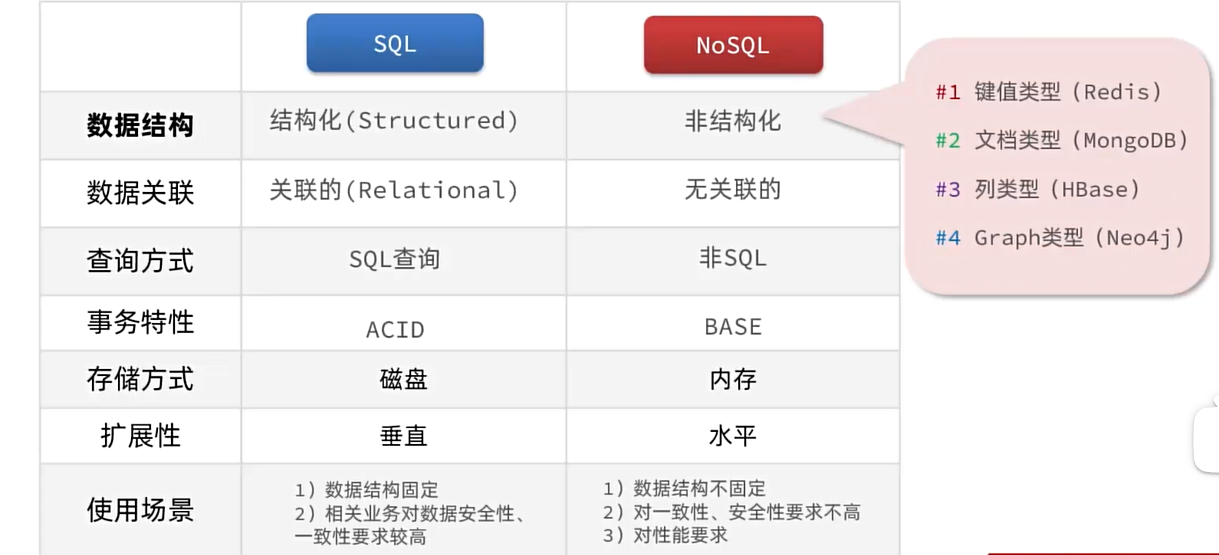 SQL
NoSQL
数据结构
结构化(Structured)
非结构化
#1 键值类型（Redis）
#2 文档类型（MongoDB）
#3 列类型（HBase）
#4 Graph类型（Neo4j）
数据关联
关联的(Relational)
无关联的
查询方式
SQL查询
非SQL
事务特性
ACID
BASE
存储方式
磁盘
内存
扩展性
垂直
水平
使用场景
1）数据结构固定
2）相关业务对数据安全性、
一致性要求较高
1）数据结构不固定
2）对一致性、安全性要求不高
3）对性能要求